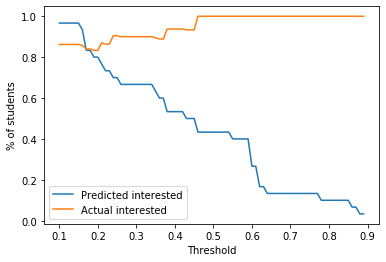 1.0
0.8
0.6
0.4
0.2
0.0
% of students
Predicted interested
Actual interested
0.1 0.2 0.3 0.4 0.5 0.6 0.7 0.8 0.9
Threshold